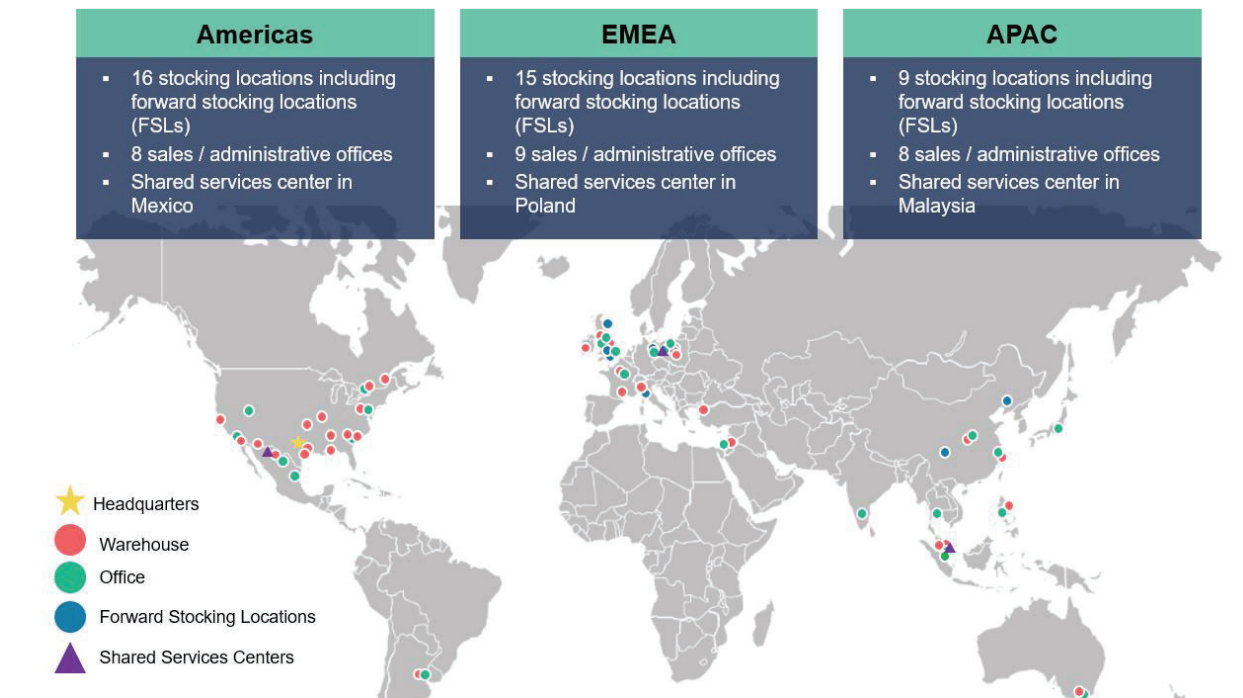 Americas
▪ 16 stocking locations including
forward stocking locations
(FSLs)
▪ 8 sales / administrative offices
▪ Shared services center in
Mexico
EMEA
▪ 15 stocking locations including
forward stocking locations
(FSLs)
▪ 9 sales / administrative offices
▪ Shared services center in
Poland
APAC
▪ 9 stocking locations including
forward stocking locations
(FSLs)
▪ 8 sales / administrative offices
▪ Shared services center in
Malaysia
Headquarters
Warehouse
Office
Forward Stocking Locations
Shared Services Centers